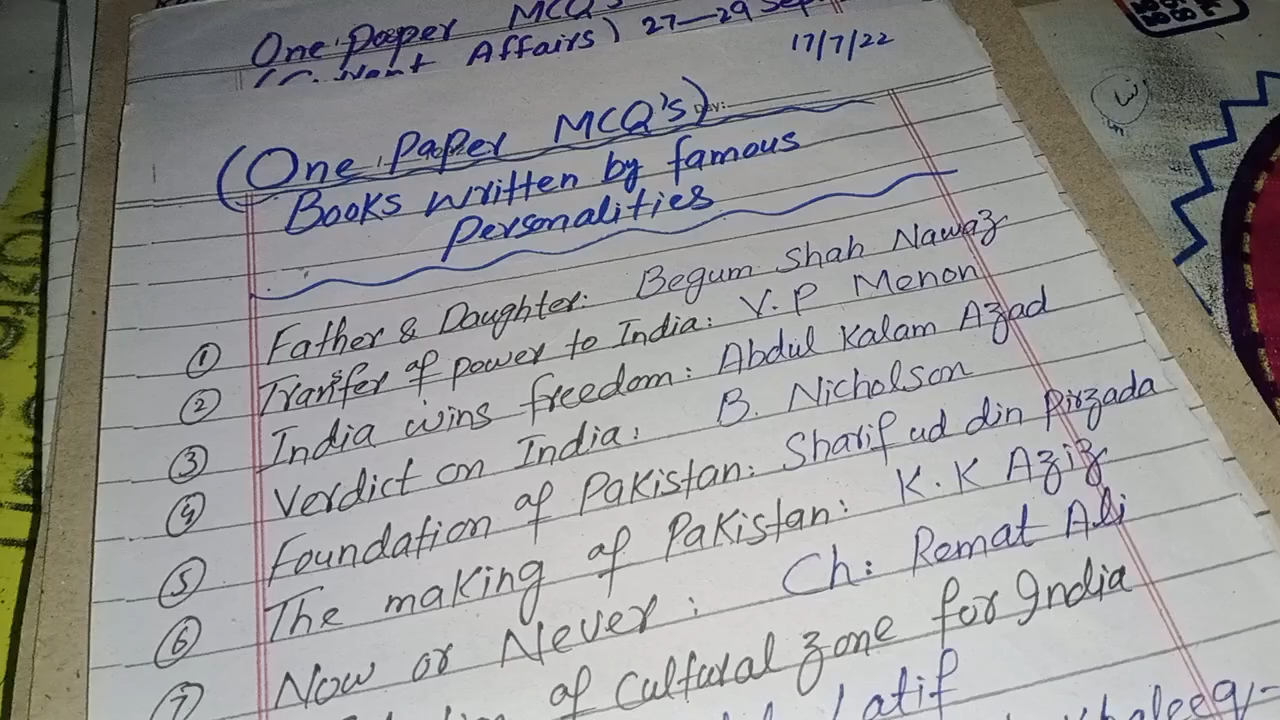 One Paper MCQ's
Affairs) 27-29 Sep
17/7/22
Day:
(One Paper MCQ's)
Books written by famous
Personalities
① Father & Daughter: Begum Shah Nawaz
② Transfer of power to India: V.P Menon
③ India wins freedom: Abdul Kalam Azad
④ Verdict on India: B. Nicholson
⑤ Foundation of Pakistan: Sharif ud din Pirzada
⑥ The making of Pakistan: K.K Aziz
⑦ Now or Never: Ch: Remat Ali
of Cultural zone for India
Latif